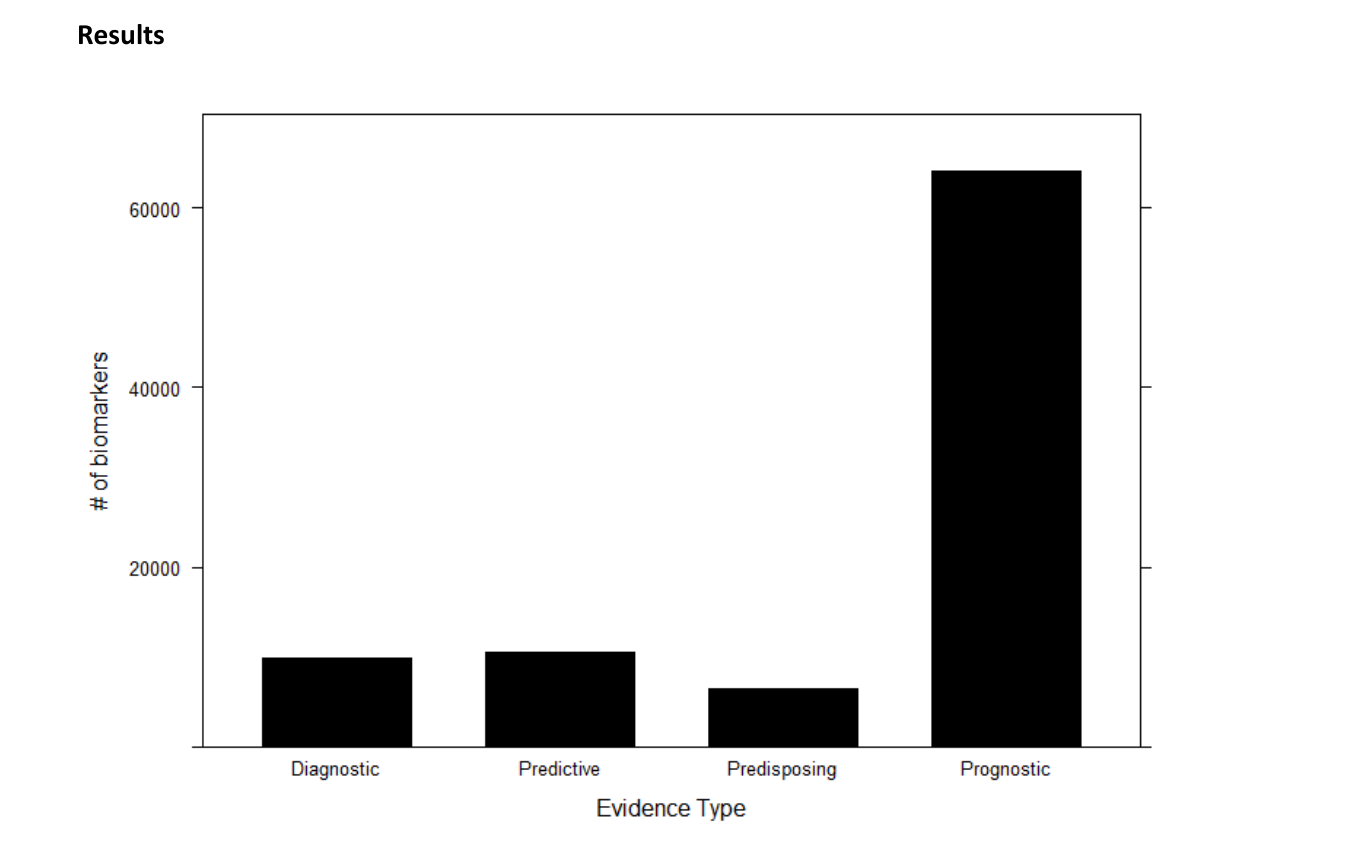 Results
60000
40000
20000
# of biomarkers
Diagnostic Predictive Predisposing Prognostic
Evidence Type